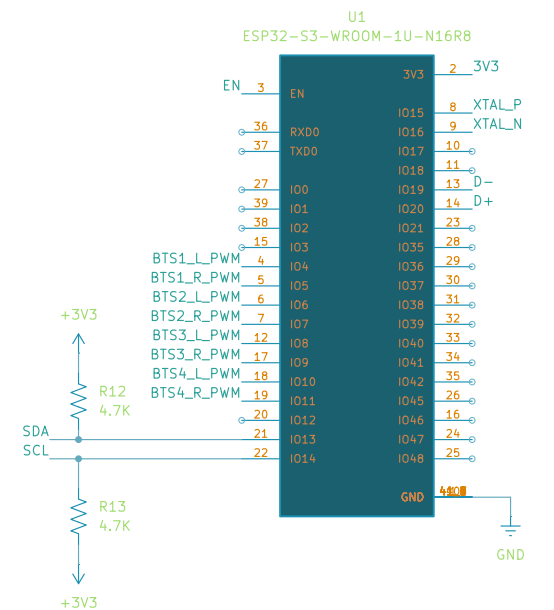 U1
ESP32-S3-WROOM-1U-N16R8
3V3 2 3V3
EN 3 EN
IO15 8 XTAL_P
IO16 9 XTAL_N
36 RXD0
37 TXD0
IO17 10
IO18 11
27 IO0
IO19 13 D-
39 IO1
IO20 14 D+
38 IO2
IO21 23
15 IO3
IO35 28
BTS1_L_PWM 4 IO4
IO36 29
BTS1_R_PWM 5 IO5
IO37 30
BTS2_L_PWM 6 IO6
IO38 31
BTS2_R_PWM 7 IO7
IO39 32
BTS3_L_PWM 12 IO8
IO40 33
BTS3_R_PWM 17 IO9
IO41 34
BTS4_L_PWM 18 IO10
IO42 35
BTS4_R_PWM 19 IO11
IO45 26
20 IO12
IO46 16
SDA 21 IO13
IO47 24
SCL 22 IO14
IO48 25
GND
GND
+3V3
R12
4.7K
R13
4.7K
+3V3